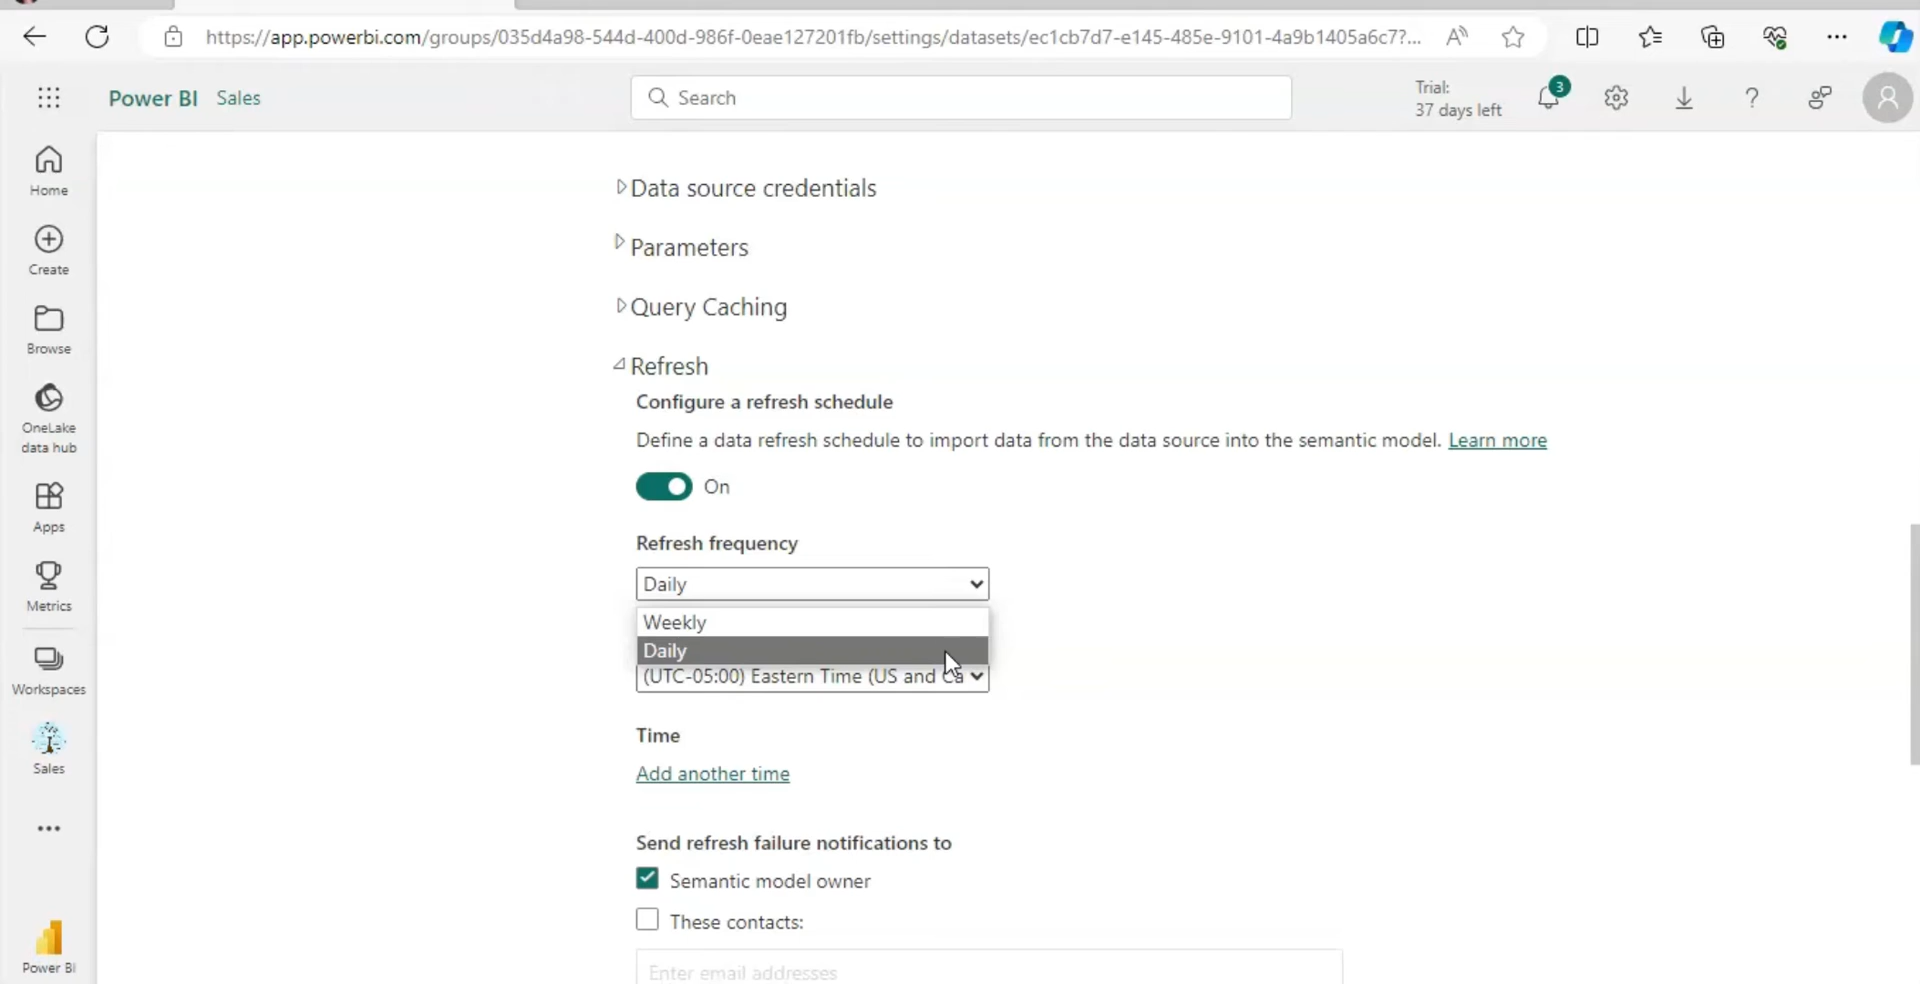 https://app.powerbi.com/groups/035d4a98-544d-400d-986f-0eae127201fb/settings/datasets/ec1cb7d7-e145-485e-9101-4a9b1405a6c7?...
Power BI Sales
Search
Trial:
37 days left
3
Home
Create
Browse
OneLake
data hub
Apps
Metrics
Workspaces
Sales
Power BI
Data source credentials
Parameters
Query Caching
Refresh
Configure a refresh schedule
Define a data refresh schedule to import data from the data source into the semantic model. Learn more
On
Refresh frequency
Daily
Weekly
Daily
(UTC-05:00) Eastern Time (US and Ca
Time
Add another time
Send refresh failure notifications to
Semantic model owner
These contacts:
Enter email addresses